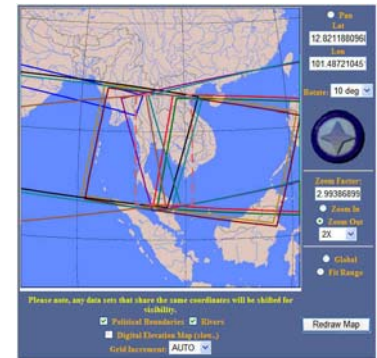 Pan
Lat
12.8211880960
Lon
101.48721045
Rotate: 10 deg
Zoom Factor:
2.99386899
Zoom In
Zoom Out
2X
Global
Fit Range
Please note, any data sets that share the same coordinates will be shifted for
visibility.
Political Boundaries Rivers
Digital Elevation Map (slow..)
Grid Increment: AUTO
Redraw Map